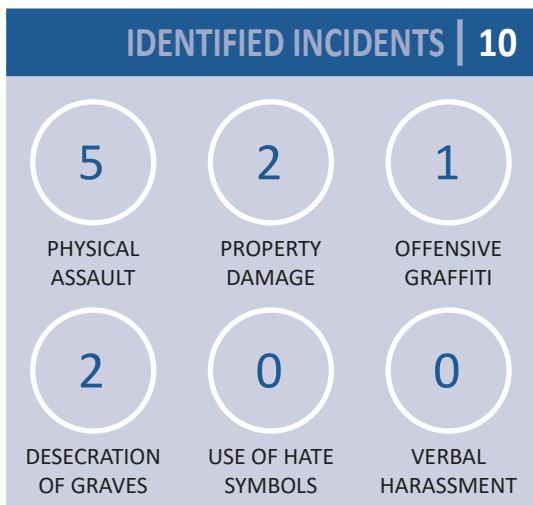 IDENTIFIED INCIDENTS | 10
5 2 1
PHYSICAL PROPERTY OFFENSIVE
ASSAULT DAMAGE GRAFFITI
2 0 0
DESECRATION USE OF HATE VERBAL
OF GRAVES SYMBOLS HARASSMENT